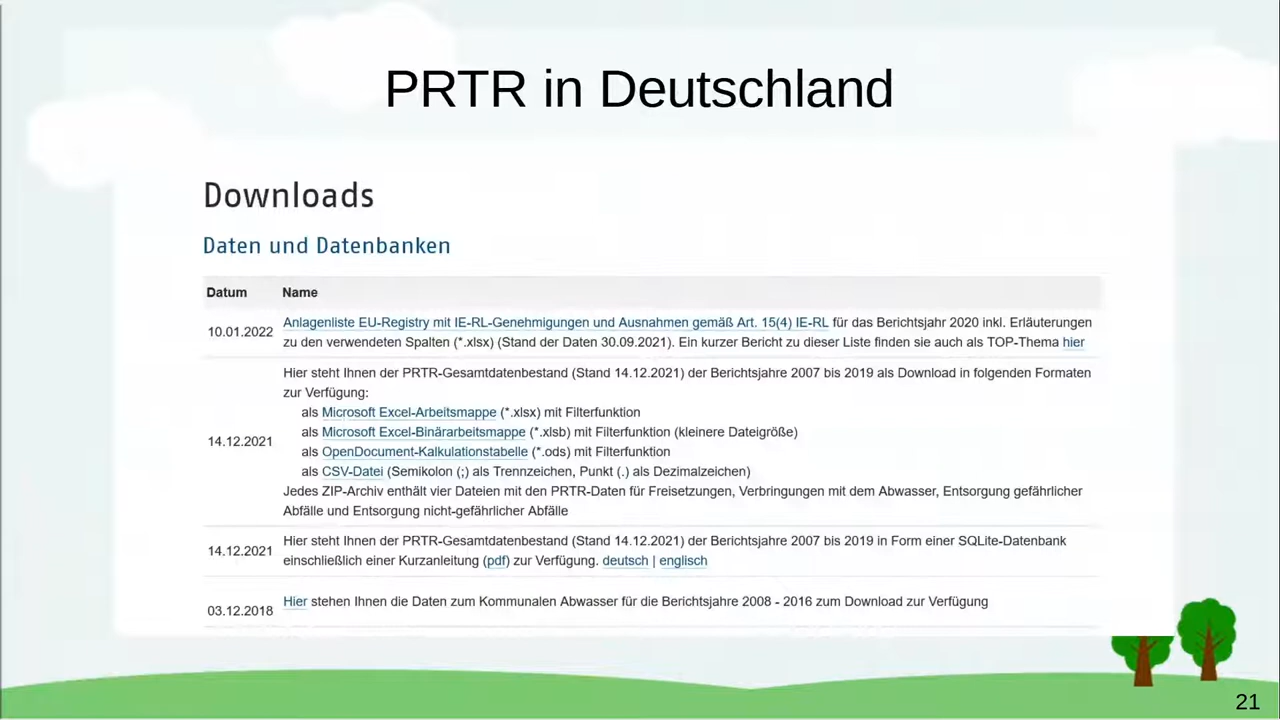 PRTR in Deutschland
Downloads
Daten und Datenbanken
Datum Name
10.01.2022
Anlagenliste EU-Registry mit IE-RL-Genehmigungen und Ausnahmen gemäß Art. 15(4) IE-RL für das Berichtsjahr 2020 inkl. Erläuterungen
zu den verwendeten Spalten (*.xlsx) (Stand der Daten 30.09.2021). Ein kurzer Bericht zu dieser Liste finden sie auch als TOP-Thema hier
14.12.2021
Hier steht Ihnen der PRTR-Gesamtdatenbestand (Stand 14.12.2021) der Berichtsjahre 2007 bis 2019 als Download in folgenden Formaten
zur Verfügung:
als Microsoft Excel-Arbeitsmappe (*.xlsx) mit Filterfunktion
als Microsoft Excel-Binärarbeitsmappe (*.xlsb) mit Filterfunktion (kleinere Dateigröße)
als OpenDocument-Kalkulationstabelle (*.ods) mit Filterfunktion
als CSV-Datei (Semikolon (;) als Trennzeichen, Punkt (.) als Dezimalzeichen)
Jedes ZIP-Archiv enthält vier Dateien mit den PRTR-Daten für Freisetzungen, Verbringungen mit dem Abwasser, Entsorgung gefährlicher
Abfälle und Entsorgung nicht-gefährlicher Abfälle
14.12.2021
Hier steht Ihnen der PRTR-Gesamtdatenbestand (Stand 14.12.2021) der Berichtsjahre 2007 bis 2019 in Form einer SQLite-Datenbank
einschließlich einer Kurzanleitung (pdf) zur Verfügung. deutsch | englisch
03.12.2018
Hier stehen Ihnen die Daten zum Kommunalen Abwasser für die Berichtsjahre 2008 - 2016 zum Download zur Verfügung
21